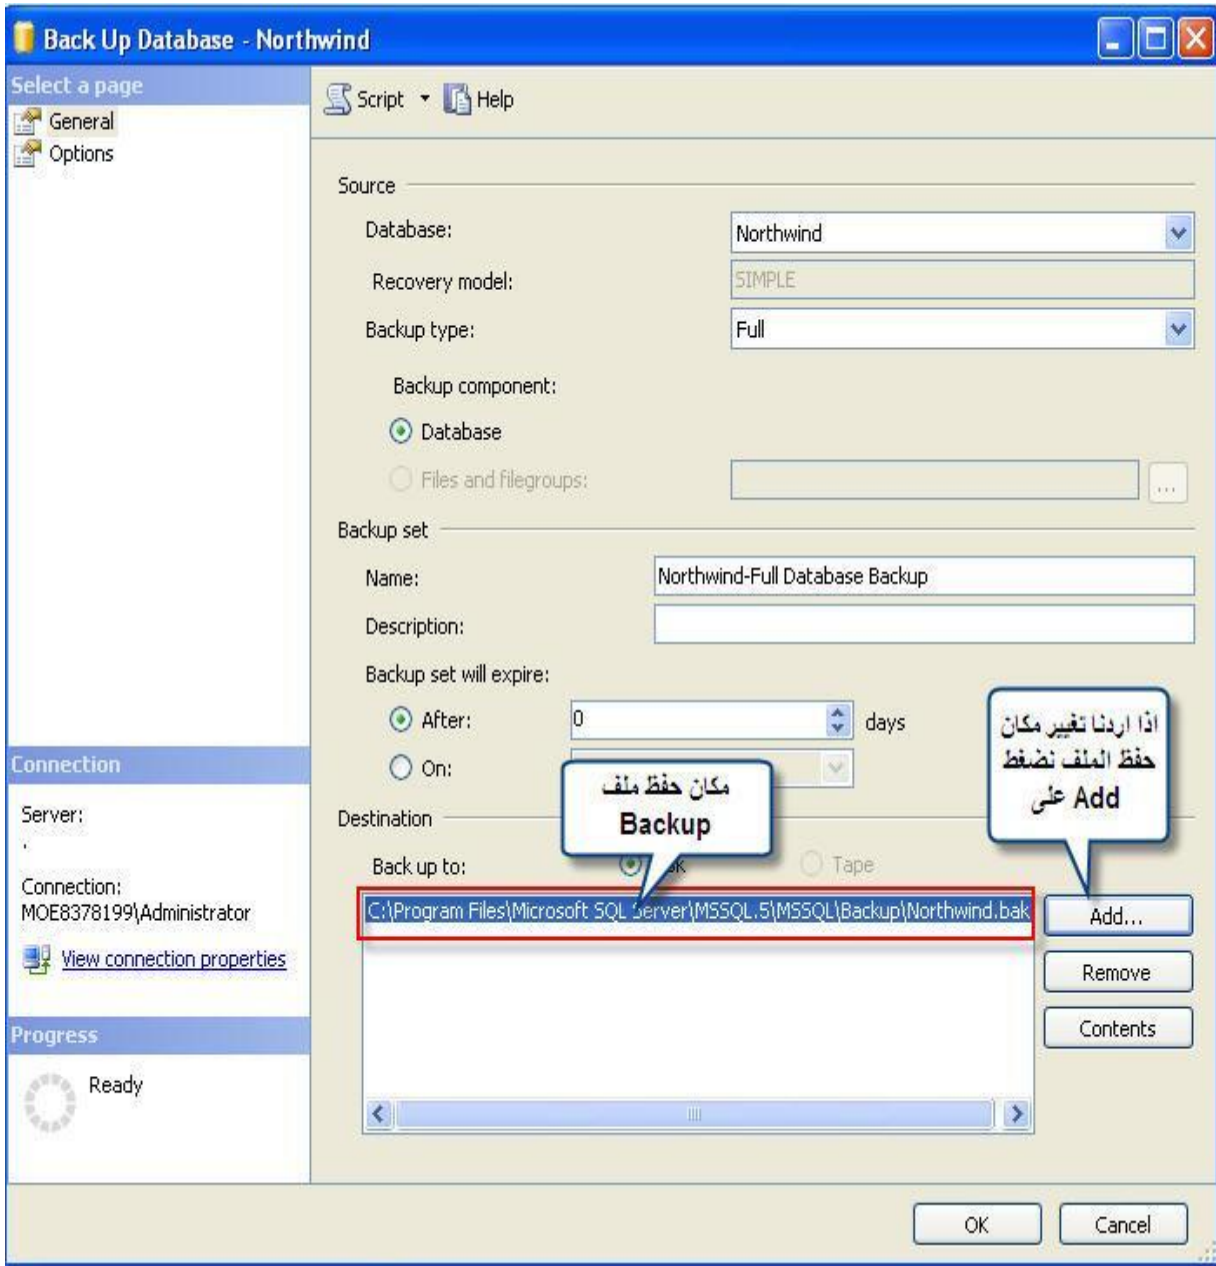 Back Up Database - Northwind
Select a page
General
Options
Script
Help
Source
Database:
Northwind
Recovery model:
SIMPLE
Backup type:
Full
Backup component:
Database
Files and filegroups:
...
Backup set
Name:
Northwind-Full Database Backup
Description:
Backup set will expire:
After:
0
days
On:
Destination
Back up to:
Tape
مكان حفظ ملف
Backup
اذا اردنا تغيير مكان
حفظ الملف نضغط
على Add
C:\Program Files\Microsoft SQL Server\MSSQL.5\MSSQL\Backup\Northwind.bak
Add...
Remove
Contents
Connection
Server:
.
Connection:
MOE8378199\Administrator
View connection properties
Progress
Ready
OK
Cancel